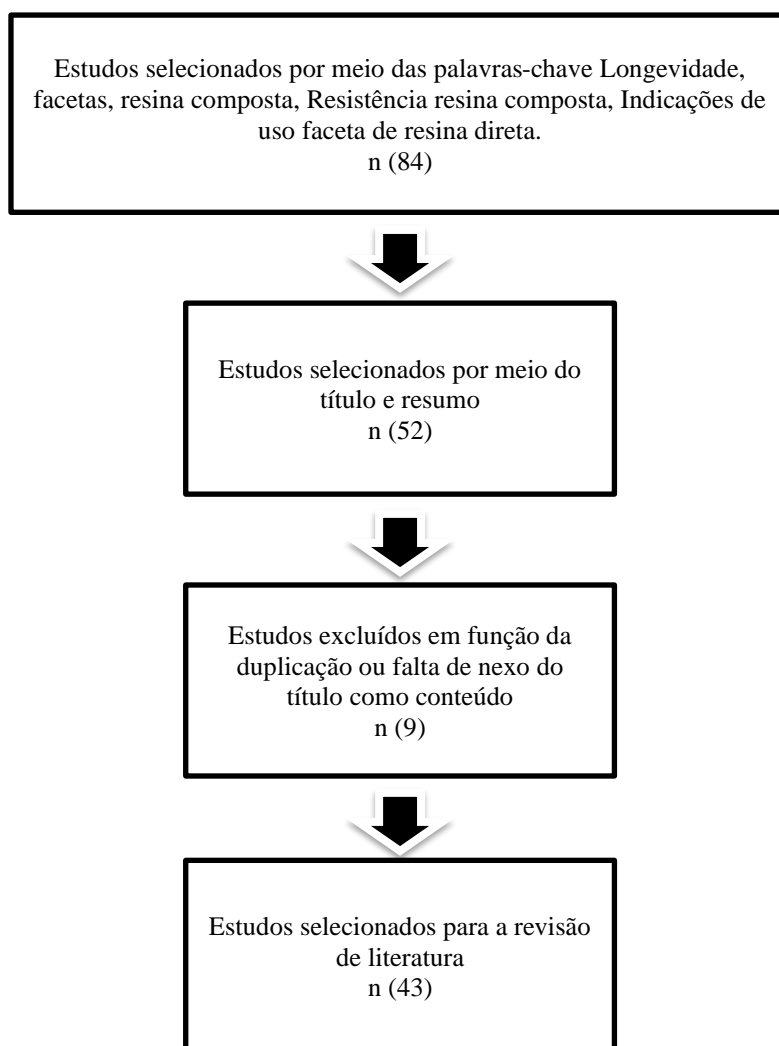 Estudos selecionados por meio das palavras-chave Longevidade,
facetas, resina composta, Resistência resina composta, Indicações de
uso faceta de resina direta.
n (84)
Estudos selecionados por meio do
título e resumo
n (52)
Estudos excluídos em função da
duplicação ou falta de nexo do
título como conteúdo
n (9)
Estudos selecionados para a revisão
de literatura
n (43)